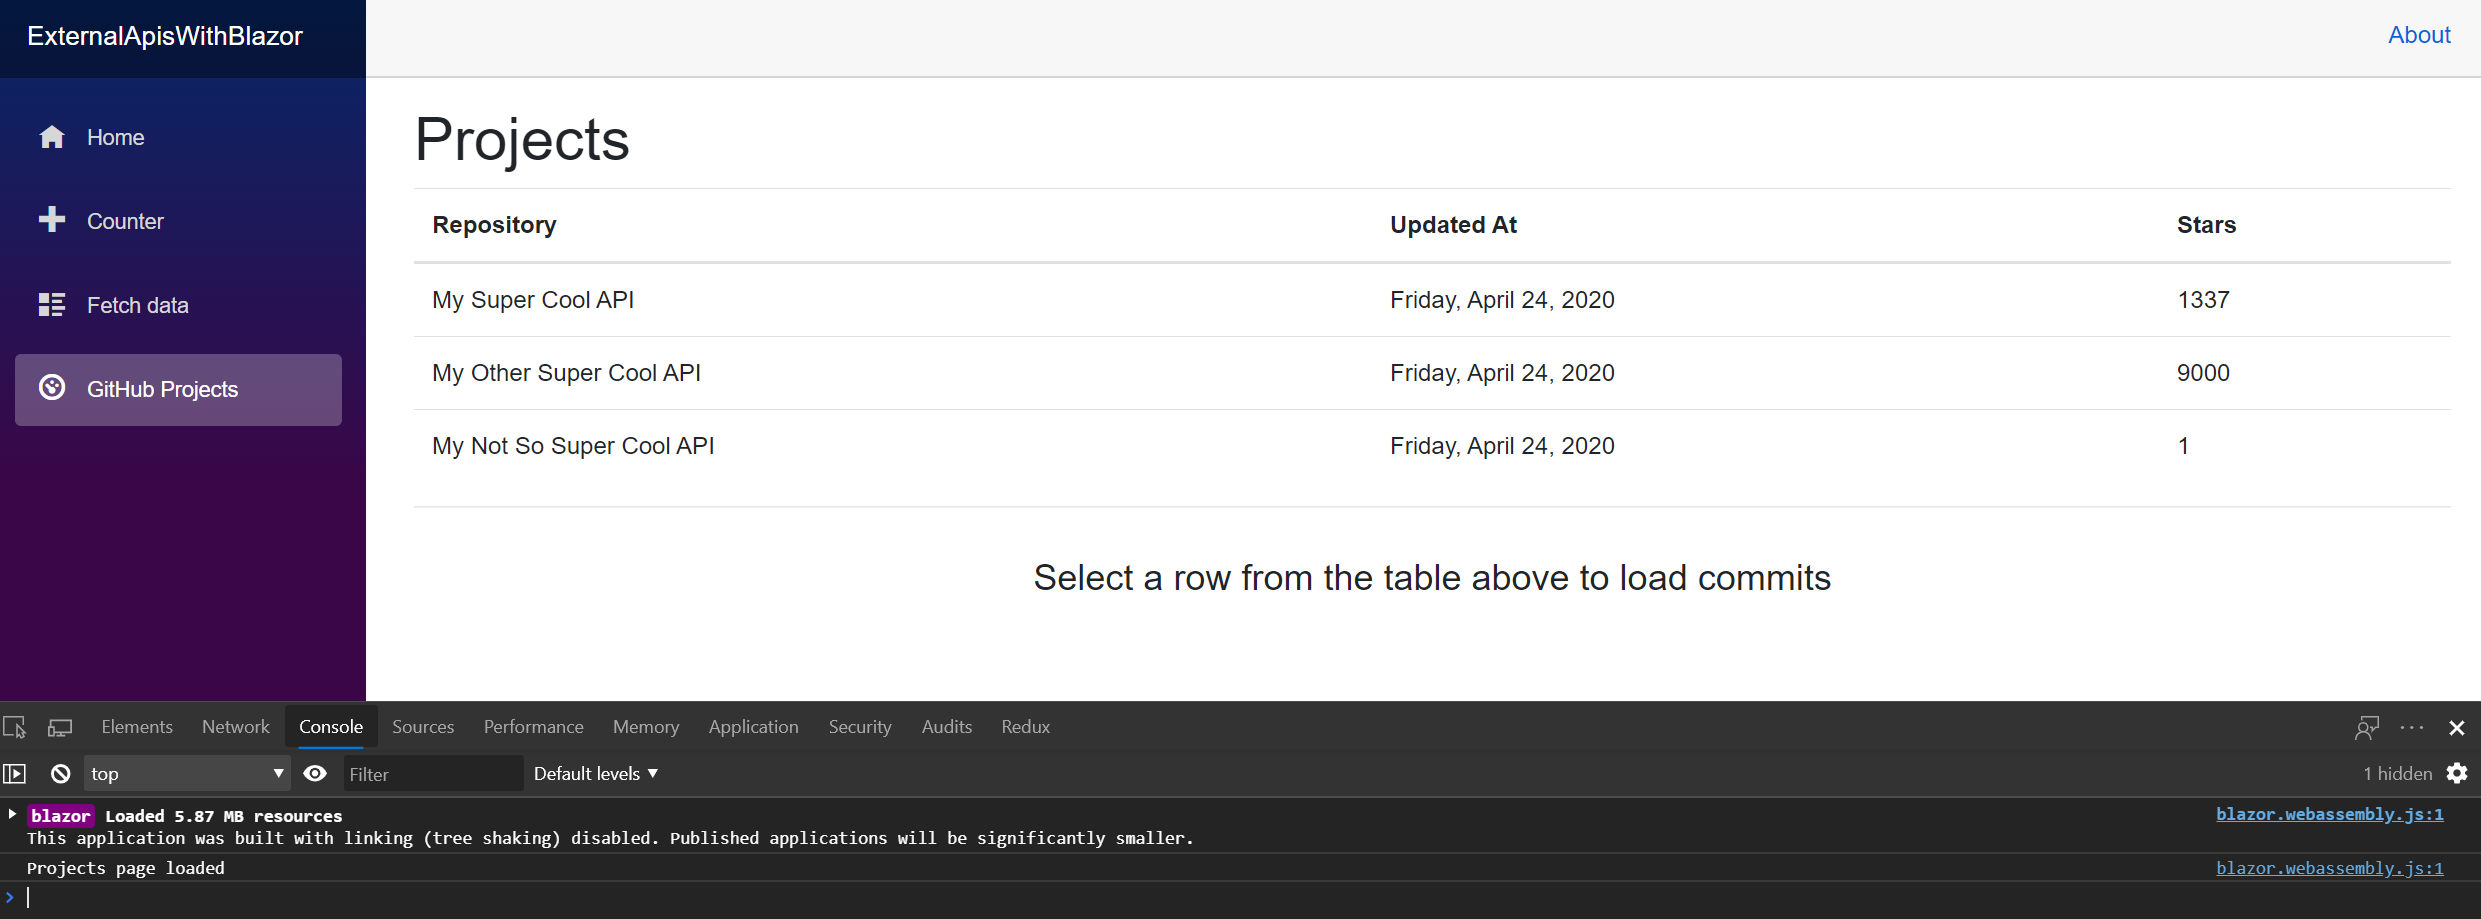 ExternalApisWithBlazor
About
Home
Counter
Fetch data
GitHub Projects
Projects
Repository Updated At Stars
My Super Cool API Friday, April 24, 2020 1337
My Other Super Cool API Friday, April 24, 2020 9000
My Not So Super Cool API Friday, April 24, 2020 1
Select a row from the table above to load commits
Elements Network Console Sources Performance Memory Application Security Audits Redux
top Filter Default levels 1 hidden
blazor Loaded 5.87 MB resources blazor.webassembly.js:1
This application was built with linking (tree shaking) disabled. Published applications will be significantly smaller.
Projects page loaded blazor.webassembly.js:1